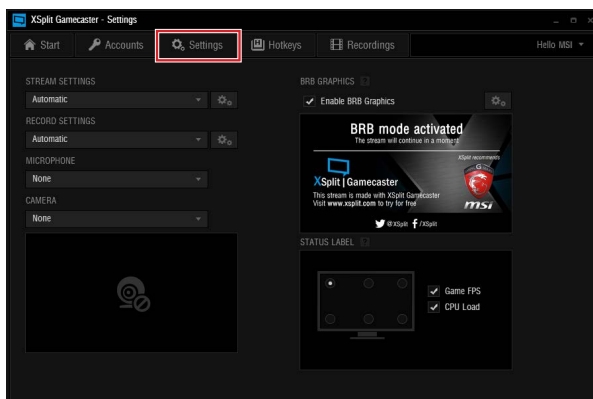 XSplit Gamecaster - Settings
Start
Accounts
Settings
Hotkeys
Recordings
Hello MSI
STREAM SETTINGS
Automatic
RECORD SETTINGS
Automatic
MICROPHONE
None
CAMERA
None
BRB GRAPHICS ?
Enable BRB Graphics
BRB mode activated
The stream will continue in a moment
XSplit recommends
XSplit | Gamecaster
This stream is made with XSplit Gamecaster
Visit www.xsplit.com to try for free
G
msi
@XSplit
/XSplit
STATUS LABEL ?
Game FPS
CPU Load